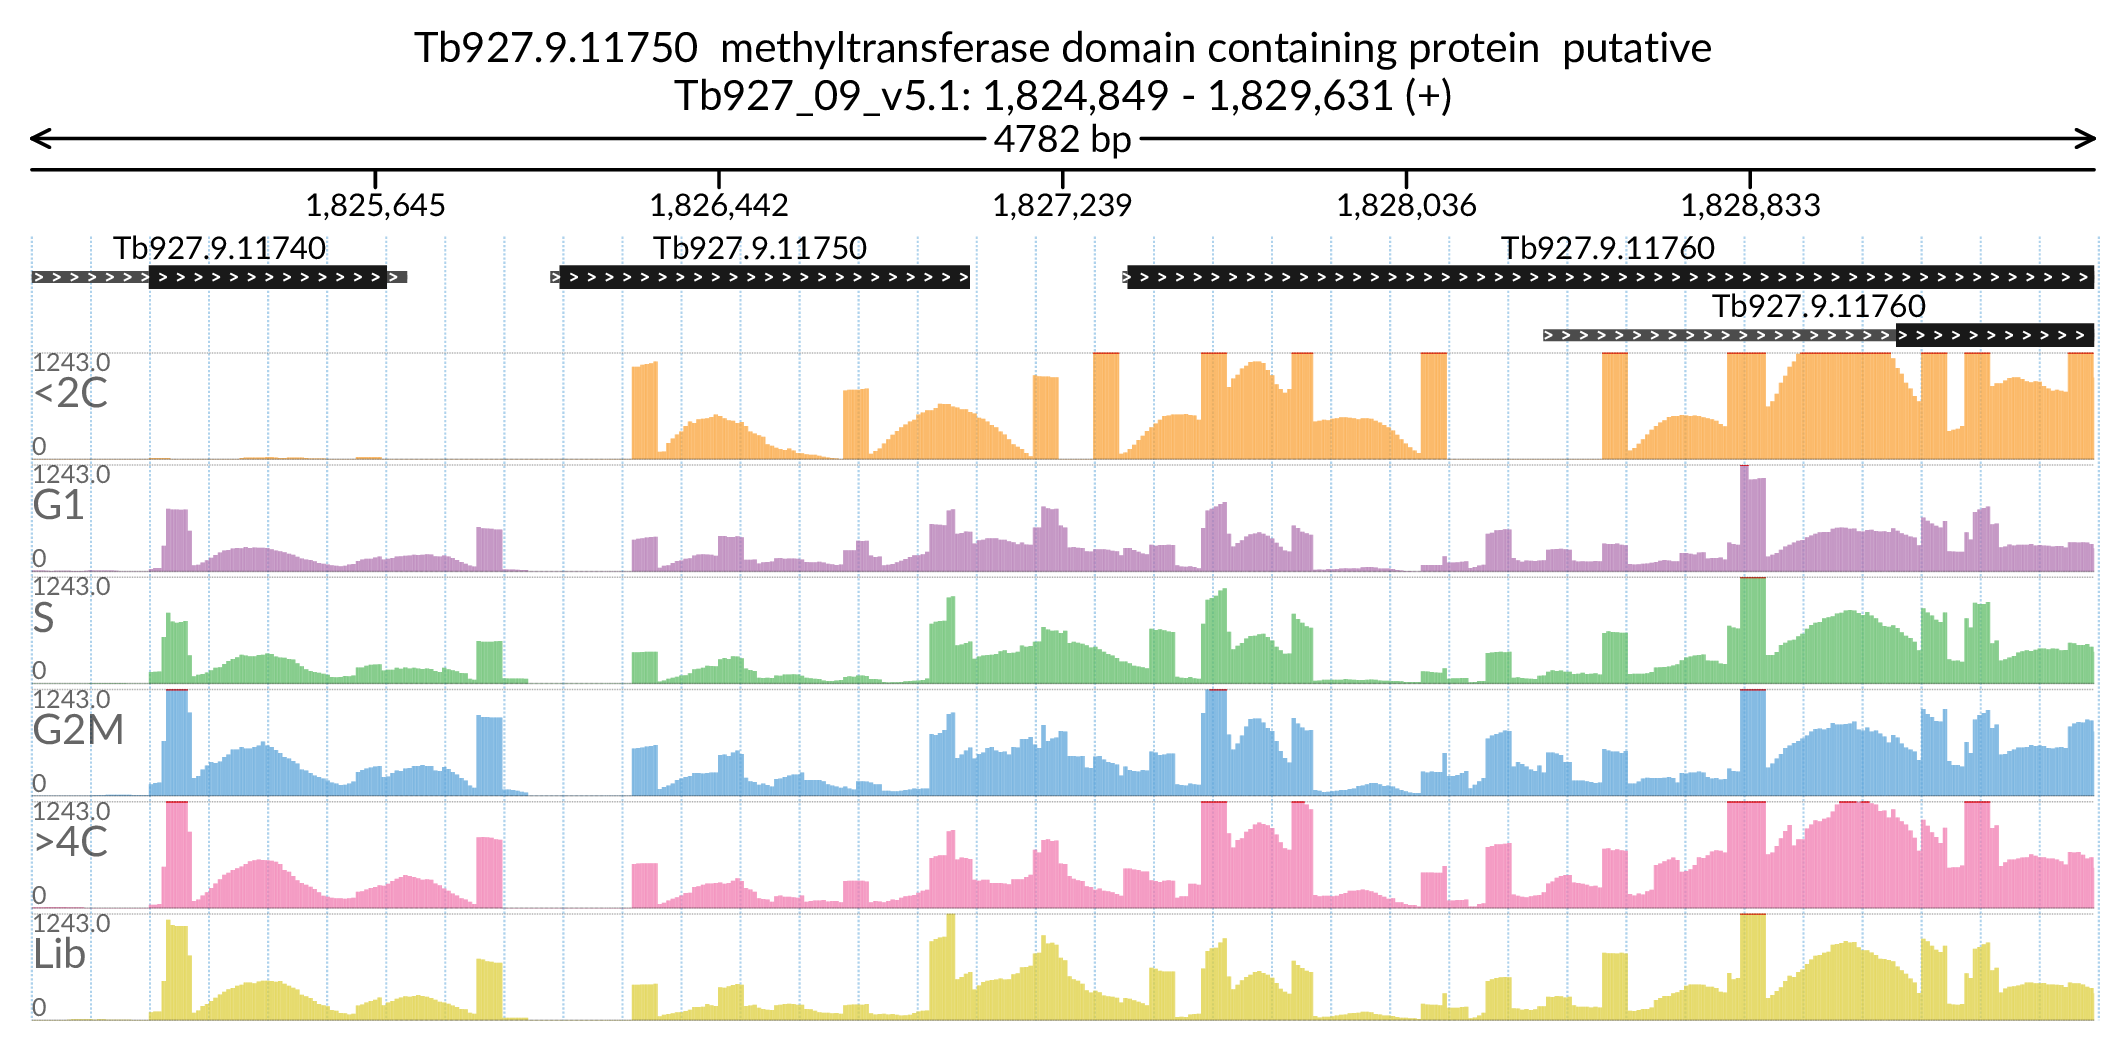 Tb927.9.11750  methyltransferase domain containing protein  putative
Tb927_09_v5.1: 1,824,849 - 1,829,631 (+)
4782 bp
1,825,645 1,826,442 1,827,239 1,828,036 1,828,833
Tb927.9.11740 Tb927.9.11750 Tb927.9.11760
Tb927.9.11760
1243.0
<2C
0
1243.0
G1
0
1243.0
S
0
1243.0
G2M
0
1243.0
>4C
0
1243.0
Lib
0